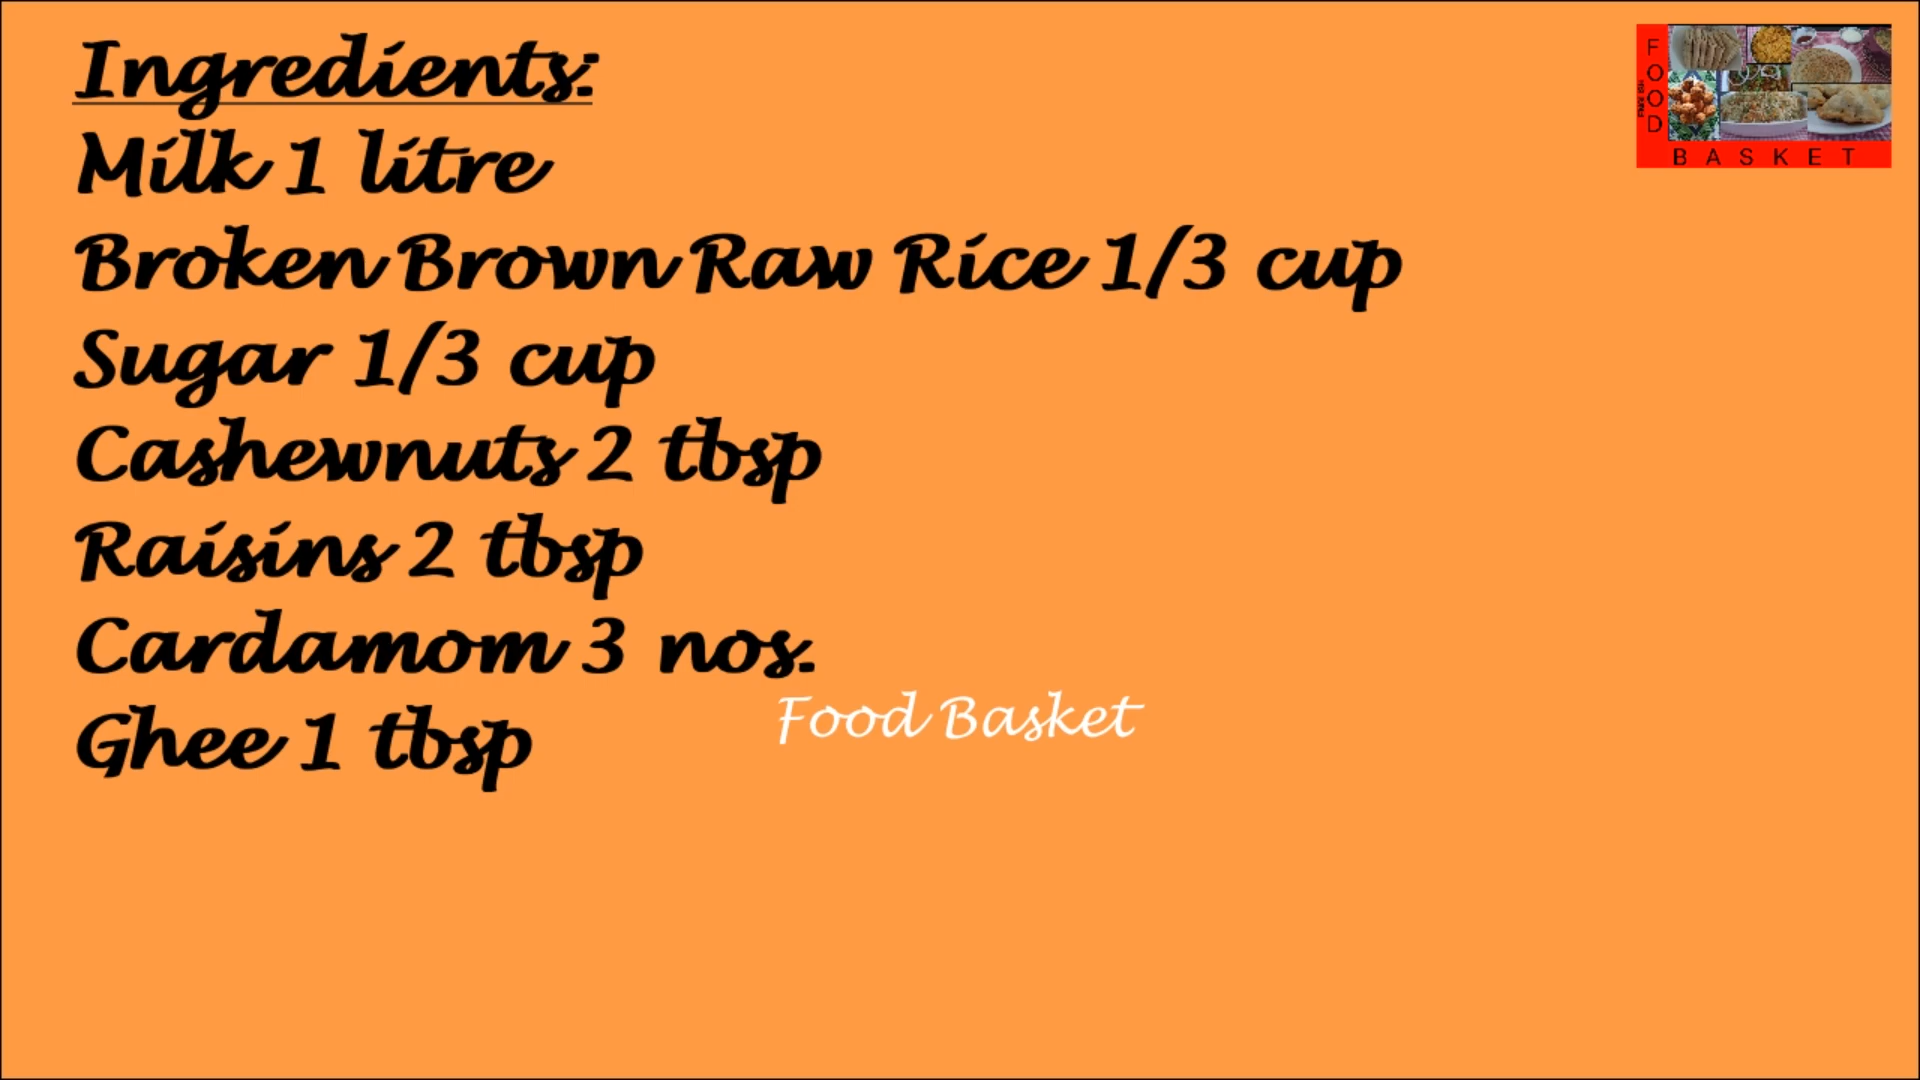 Ingredients:
Milk 1 litre
Broken Brown Raw Rice 1/3 cup
Sugar 1/3 cup
Cashewnuts 2 tbsp
Raisins 2 tbsp
Cardamom 3 nos.
Ghee 1 tbsp
Food Basket
FOOD
BASKET